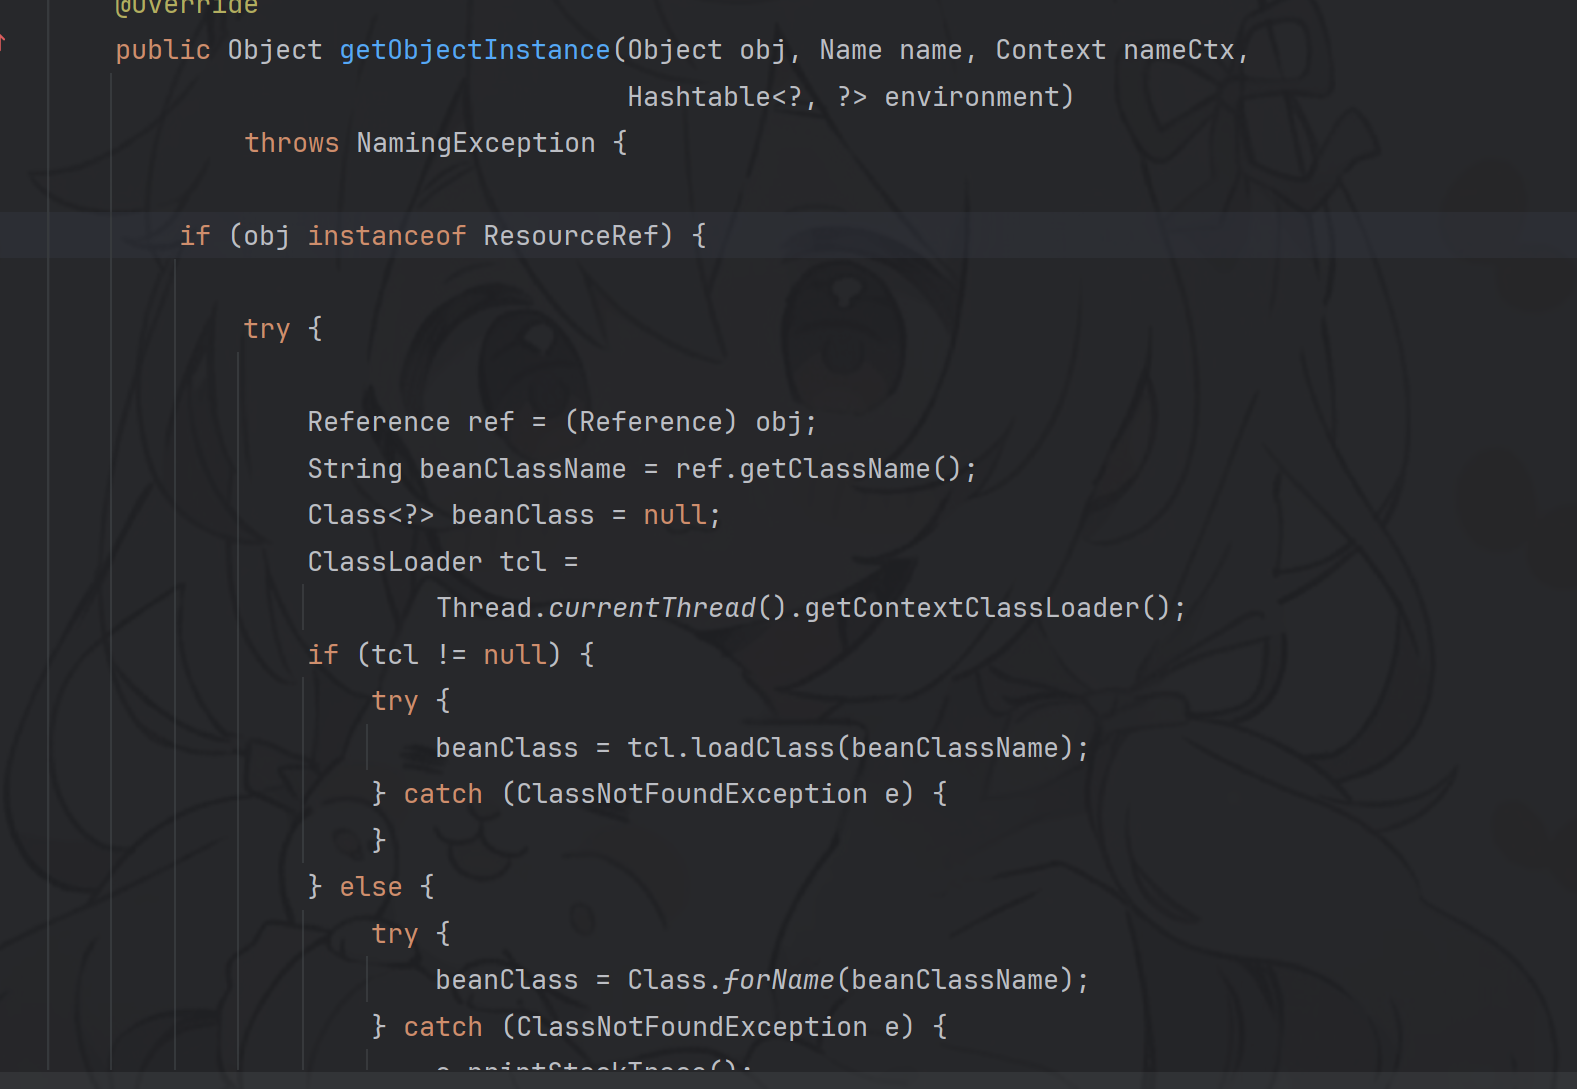 @Override
public Object getObjectInstance(Object obj, Name name, Context nameCtx,
Hashtable<?, ?> environment)
throws NamingException {
if (obj instanceof ResourceRef) {
try {
Reference ref = (Reference) obj;
String beanClassName = ref.getClassName();
Class<?> beanClass = null;
ClassLoader tcl =
Thread.currentThread().getContextClassLoader();
if (tcl != null) {
try {
beanClass = tcl.loadClass(beanClassName);
} catch (ClassNotFoundException e) {
}
} else {
try {
beanClass = Class.forName(beanClassName);
} catch (ClassNotFoundException e) {
e.printStackTrace();